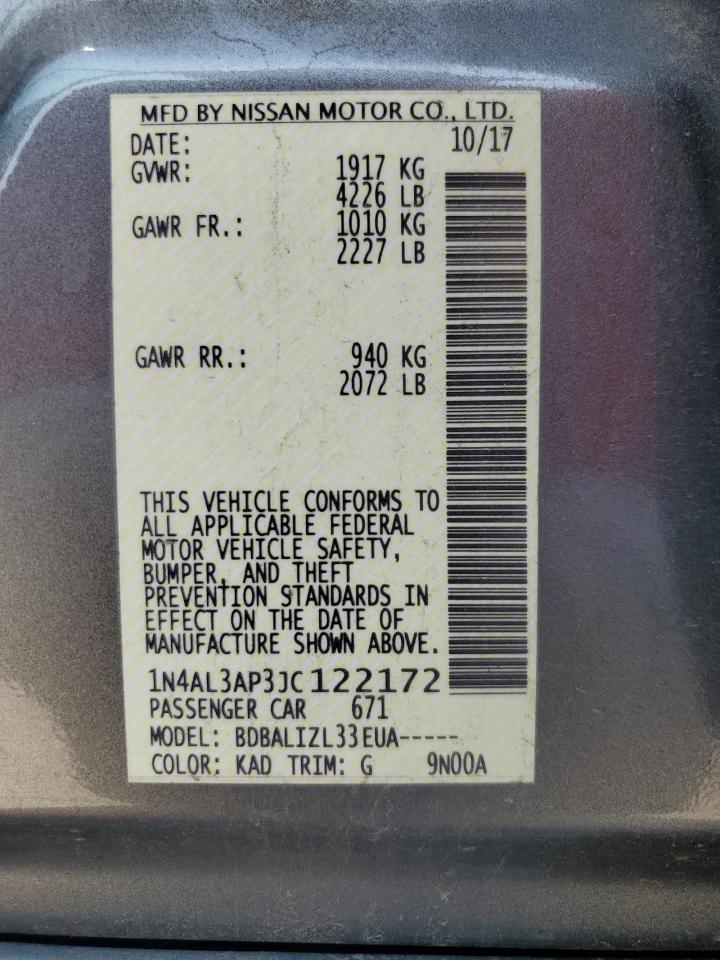 MFD BY NISSAN MOTOR CO., LTD.
DATE: 10/17
GVWR: 1917 KG
4226 LB
GAWR FR.: 1010 KG
2227 LB
GAWR RR.: 940 KG
2072 LB
THIS VEHICLE CONFORMS TO
ALL APPLICABLE FEDERAL
MOTOR VEHICLE SAFETY,
BUMPER, AND THEFT
PREVENTION STANDARDS IN
EFFECT ON THE DATE OF
MANUFACTURE SHOWN ABOVE.
1N4AL3AP3JC122172
PASSENGER CAR 671
MODEL: BDBALIZL33EUA-----
COLOR: KAD TRIM: G 9N00A